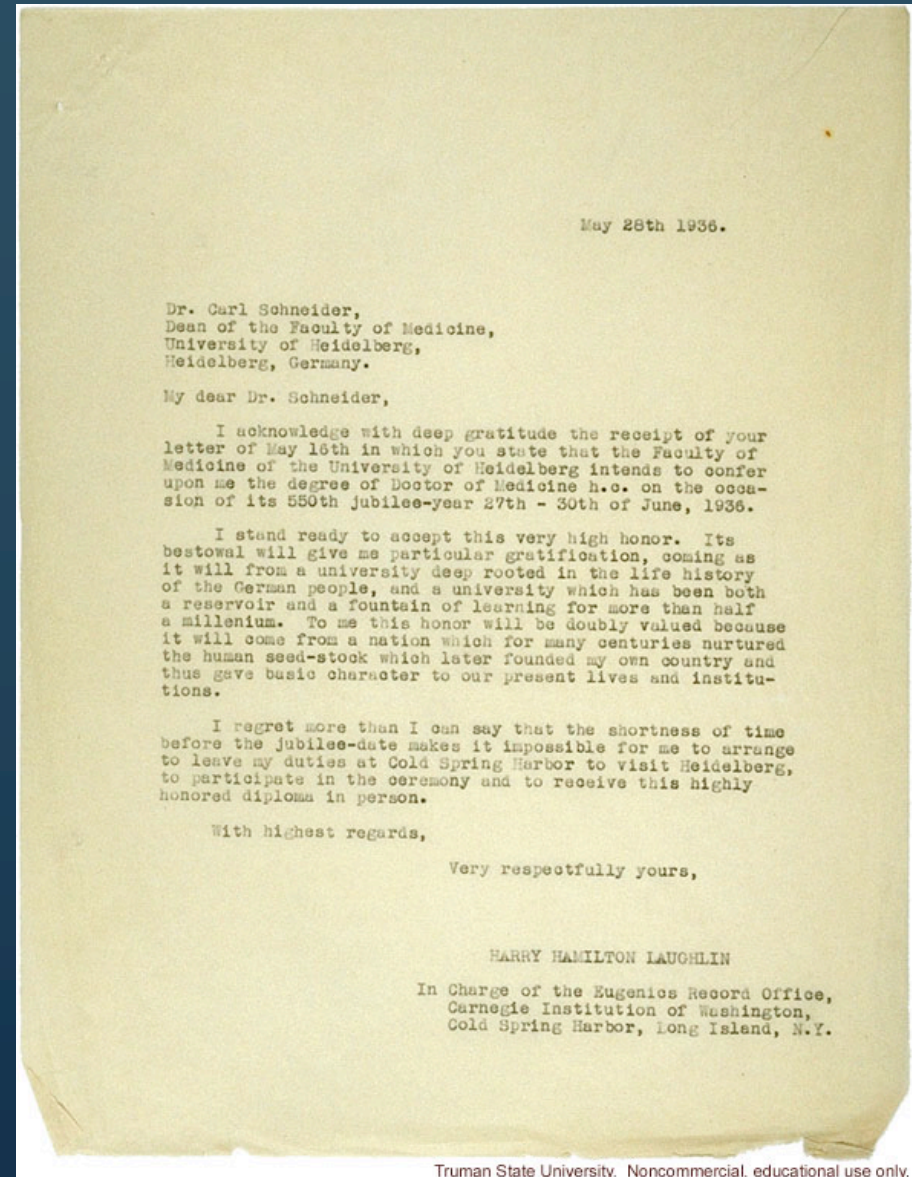 May 28th 1936.
Dr. Carl Schneider,
Dean of the Faculty of Medicine,
University of Heidelberg,
Heidelberg, Germany.
My dear Dr. Schneider,
I acknowledge with deep gratitude the receipt of your
letter of May 16th in which you state that the Faculty of
Medicine of the University of Heidelberg intends to confer
upon me the degree of Doctor of Medicine h.c. on the occa-
sion of its 550th jubilee-year 27th - 30th of June, 1936.
I stand ready to accept this very high honor. Its
bestowal will give me particular gratification, coming as
it will from a university deep rooted in the life history
of the German people, and a university which has been both
a reservoir and a fountain of learning for more than half
a millenium. To me this honor will be doubly valued because
it will come from a nation which for many centuries nurtured
the human seed-stock which later founded my own country and
thus gave basic character to our present lives and institu-
tions.
I regret more than I can say that the shortness of time
before the jubilee-date makes it impossible for me to arrange
to leave my duties at Cold Spring Harbor to visit Heidelberg,
to participate in the ceremony and to receive this highly
honored diploma in person.
With highest regards,
Very respectfully yours,
HARRY HAMILTON LAUGHLIN
In Charge of the Eugenics Record Office,
Carnegie Institution of Washington,
Cold Spring Harbor, Long Island, N.Y.
Truman State University. Noncommercial, educational use only.